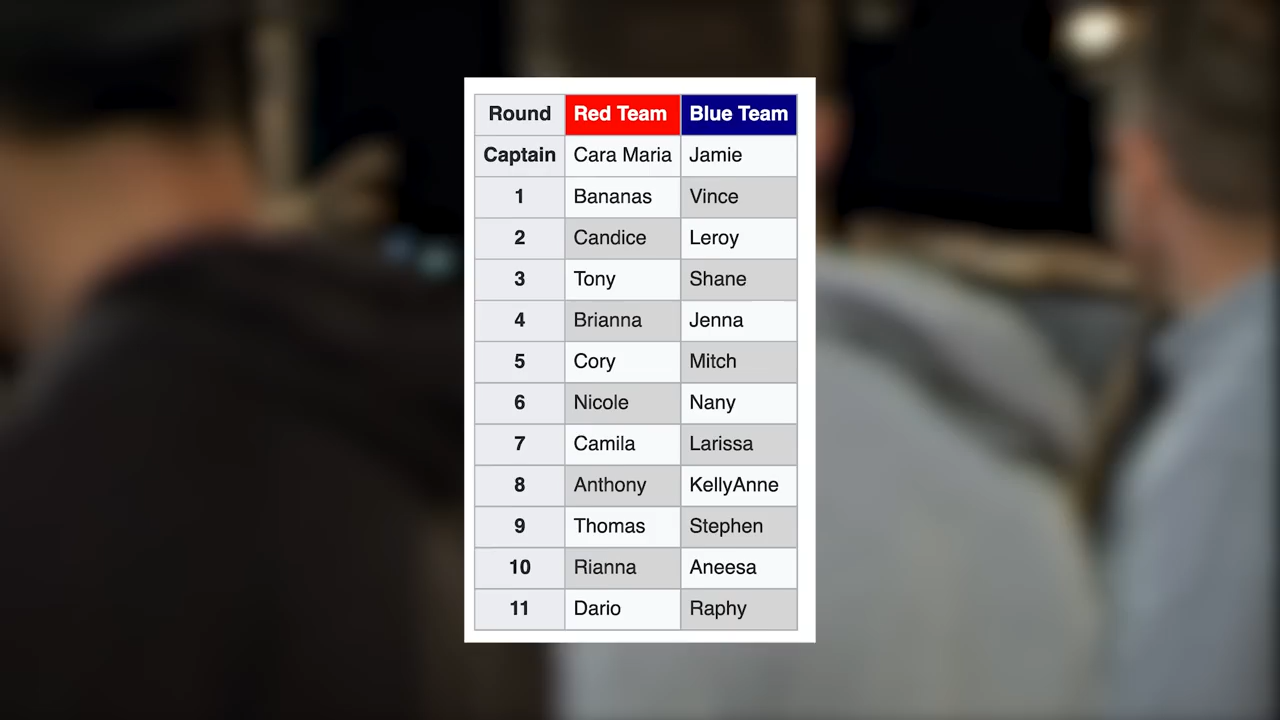 Round Red Team Blue Team
Captain Cara Maria Jamie
1 Bananas Vince
2 Candice Leroy
3 Tony Shane
4 Brianna Jenna
5 Cory Mitch
6 Nicole Nany
7 Camila Larissa
8 Anthony KellyAnne
9 Thomas Stephen
10 Rianna Aneesa
11 Dario Raphy